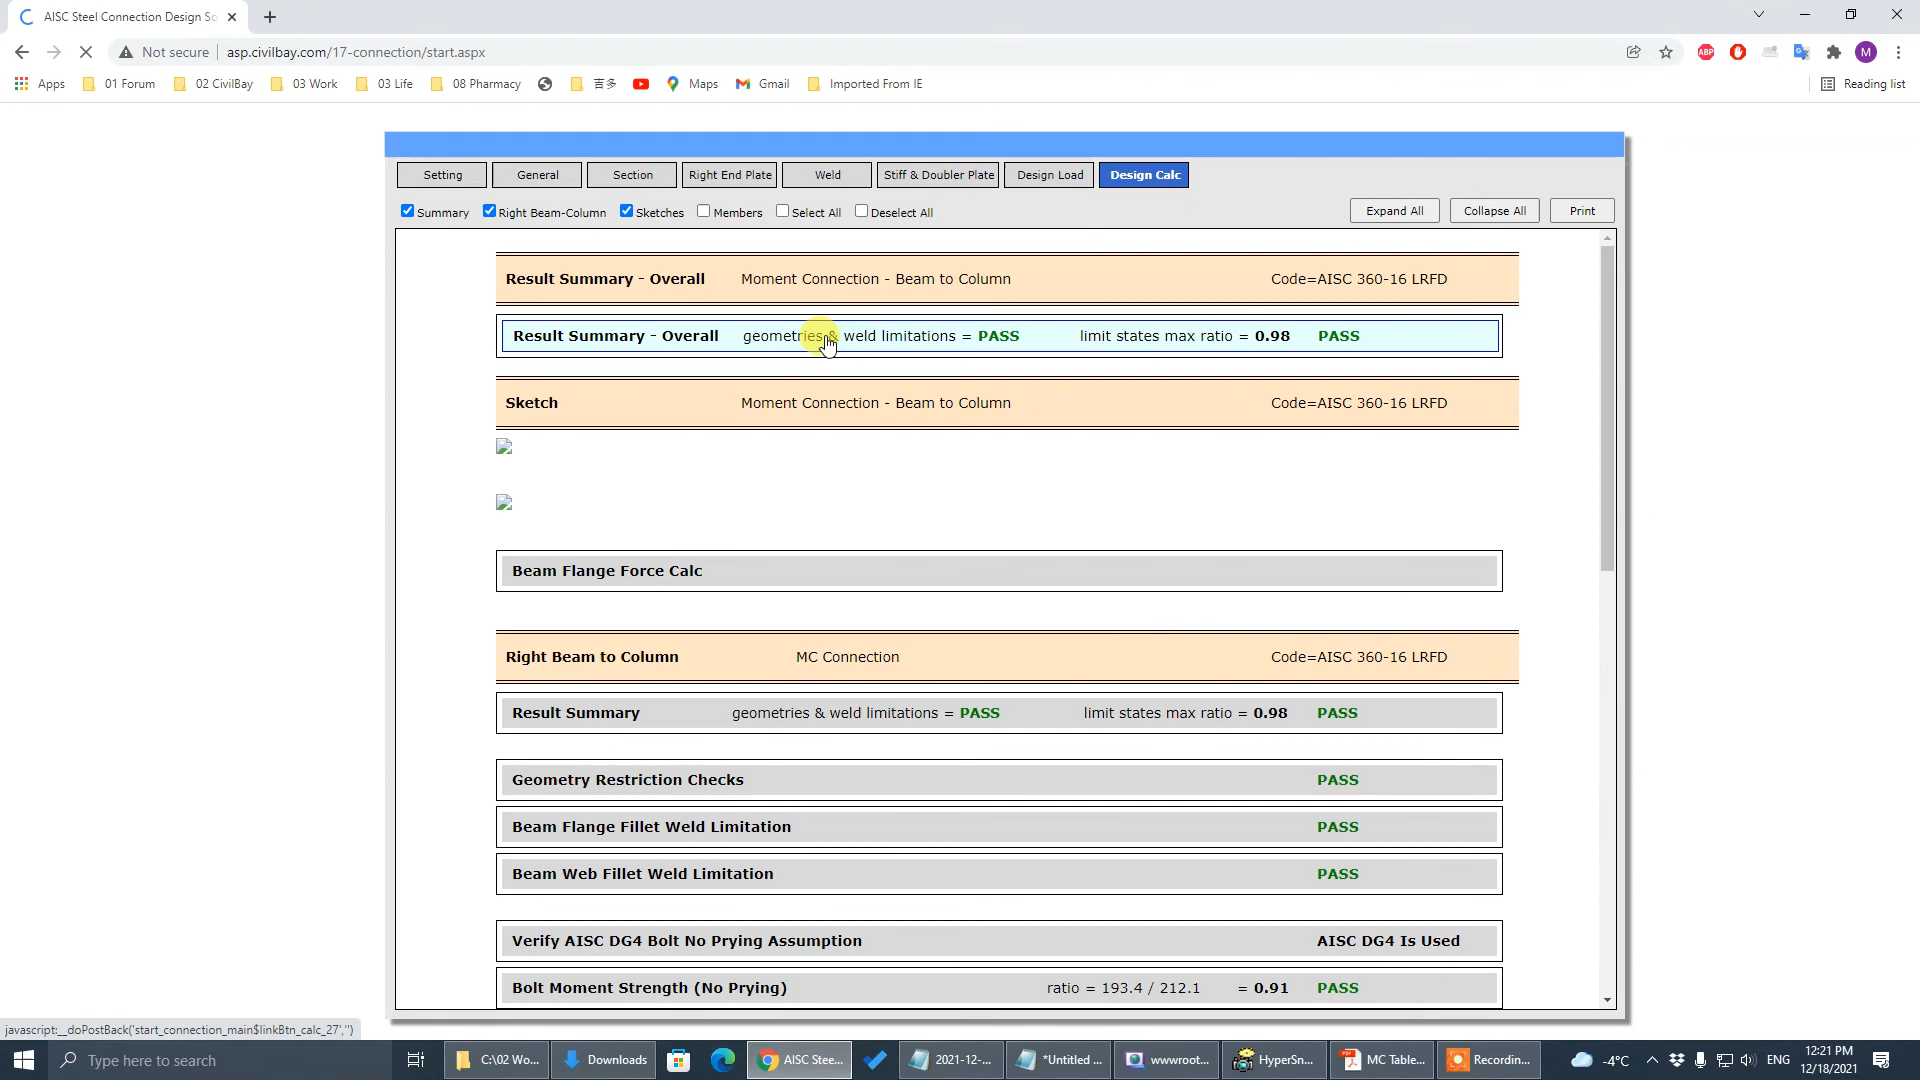 AISC Steel Connection Design So
Not secure
asp.civilbay.com/17-connection/start.aspx
ABP
M
Apps
01 Forum
02 CivilBay
03 Work
03 Life
08 Pharmacy
吉多
Maps
Gmail
Imported From IE
Reading list
Setting
General
Section
Right End Plate
Weld
Stiff & Doubler Plate
Design Load
Design Calc
Summary
Right Beam-Column
Sketches
Members
Select All
Deselect All
Expand All
Collapse All
Print
Result Summary - Overall Moment Connection - Beam to Column Code=AISC 360-16 LRFD
Result Summary - Overall geometries & weld limitations = PASS limit states max ratio = 0.98 PASS
Sketch Moment Connection - Beam to Column Code=AISC 360-16 LRFD
Beam Flange Force Calc
Right Beam to Column MC Connection Code=AISC 360-16 LRFD
Result Summary geometries & weld limitations = PASS limit states max ratio = 0.98 PASS
Geometry Restriction Checks PASS
Beam Flange Fillet Weld Limitation PASS
Beam Web Fillet Weld Limitation PASS
Verify AISC DG4 Bolt No Prying Assumption AISC DG4 Is Used
Bolt Moment Strength (No Prying) ratio = 193.4 / 212.1 = 0.91 PASS
javascript:__doPostBack('start_connection_main$linkBtn_calc_27','')
Type here to search
C:\02 Wo...
Downloads
AISC Stee...
2021-12-...
*Untitled ...
wwwroot...
HyperSn...
MC Table...
Recordin...
-4°C
ENG
12:21 PM
12/18/2021